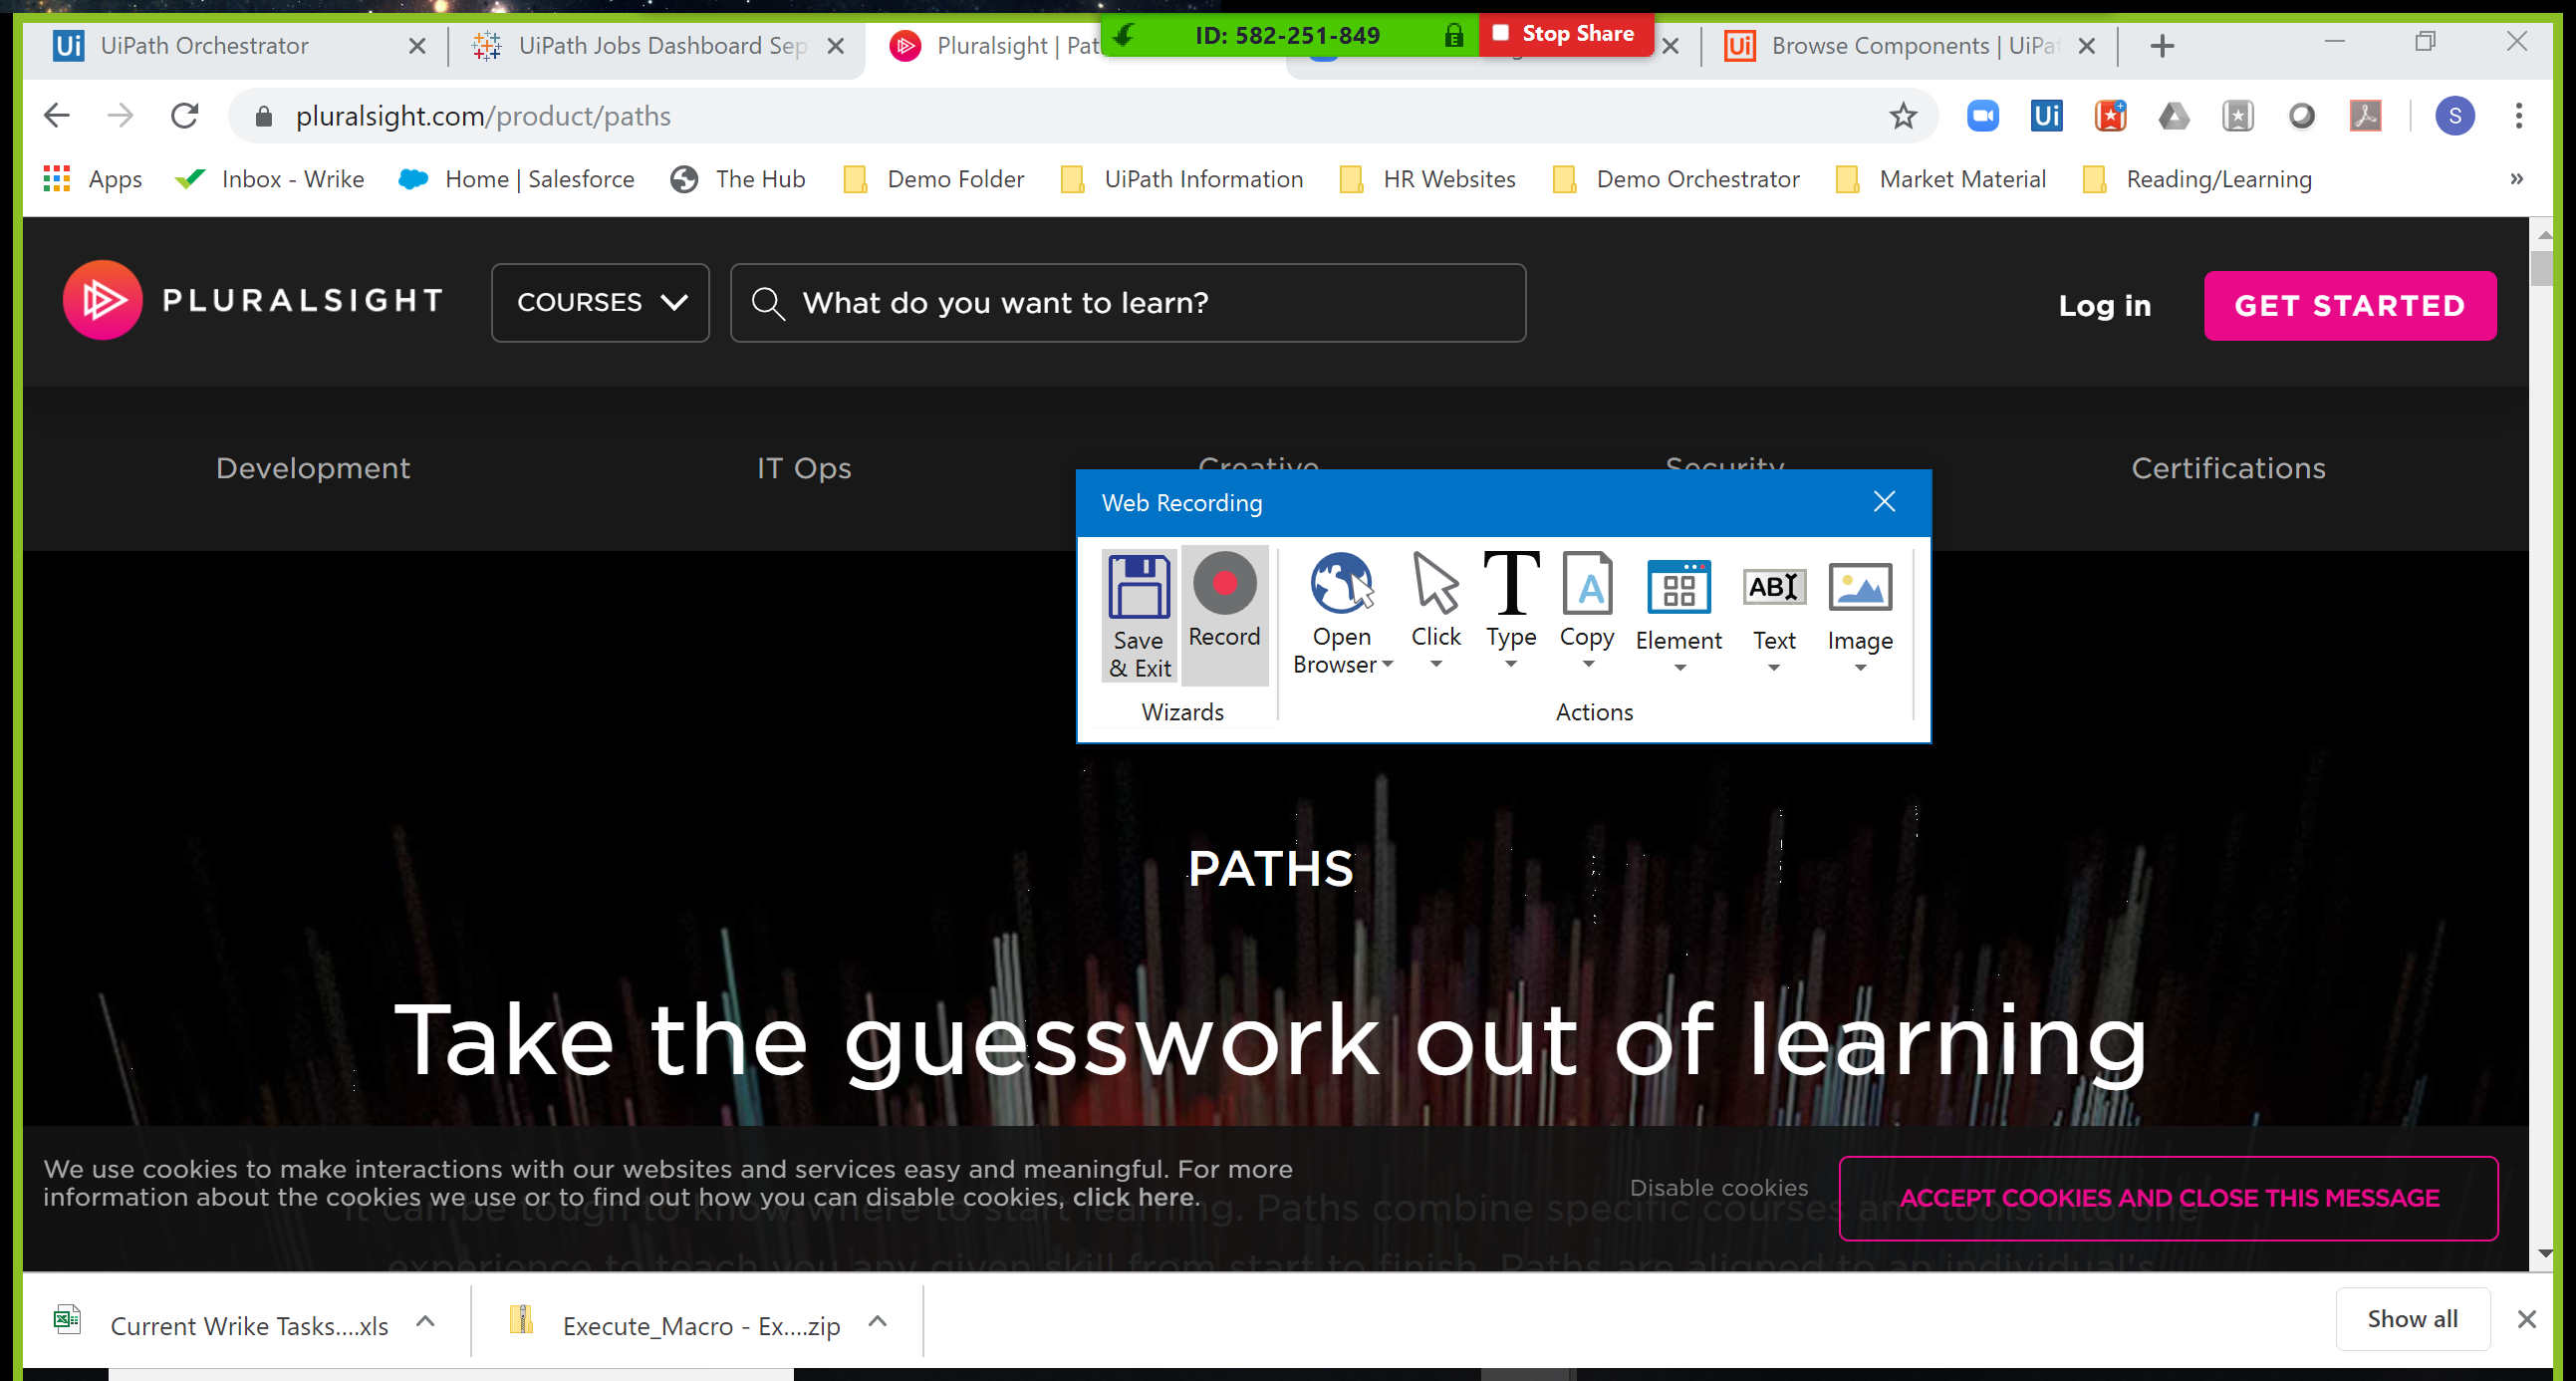 UiPath Orchestrator
UiPath Jobs Dashboard Sep
Pluralsight | Pat
ID: 582-251-849
Stop Share
Browse Components | UiPa
pluralsight.com/product/paths
S
Apps
Inbox - Wrike
Home | Salesforce
The Hub
Demo Folder
UiPath Information
HR Websites
Demo Orchestrator
Market Material
Reading/Learning
»
PLURALSIGHT
COURSES
What do you want to learn?
Log in
GET STARTED
Development
IT Ops
Creative
Security
Certifications
Web Recording
Save
& Exit
Record
Open
Browser
Click
Type
Copy
Element
Text
Image
Wizards
Actions
PATHS
Take the guesswork out of learning
We use cookies to make interactions with our websites and services easy and meaningful. For more
information about the cookies we use or to find out how you can disable cookies, click here.
Disable cookies
ACCEPT COOKIES AND CLOSE THIS MESSAGE
It can be tough to know where to start learning. Paths combine specific courses and tools into one
experience to teach you any given skill from start to finish. Paths are aligned to an individual's
Current Wrike Tasks....xls
Execute_Macro - Ex....zip
Show all